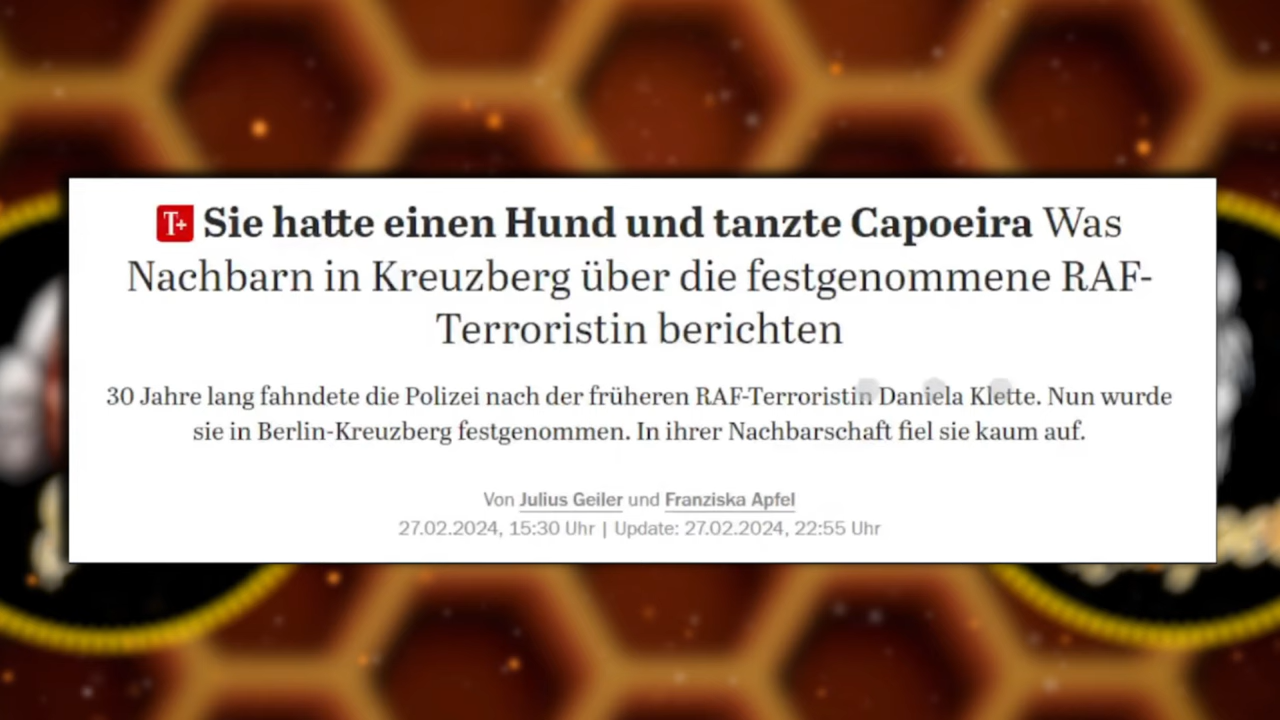 T+ Sie hatte einen Hund und tanzte Capoeira Was
Nachbarn in Kreuzberg über die festgenommene RAF-
Terroristin berichten
30 Jahre lang fahndete die Polizei nach der früheren RAF-Terroristin Daniela Klette. Nun wurde
sie in Berlin-Kreuzberg festgenommen. In ihrer Nachbarschaft fiel sie kaum auf.
Von Julius Geiler und Franziska Apfel
27.02.2024, 15:30 Uhr | Update: 27.02.2024, 22:55 Uhr